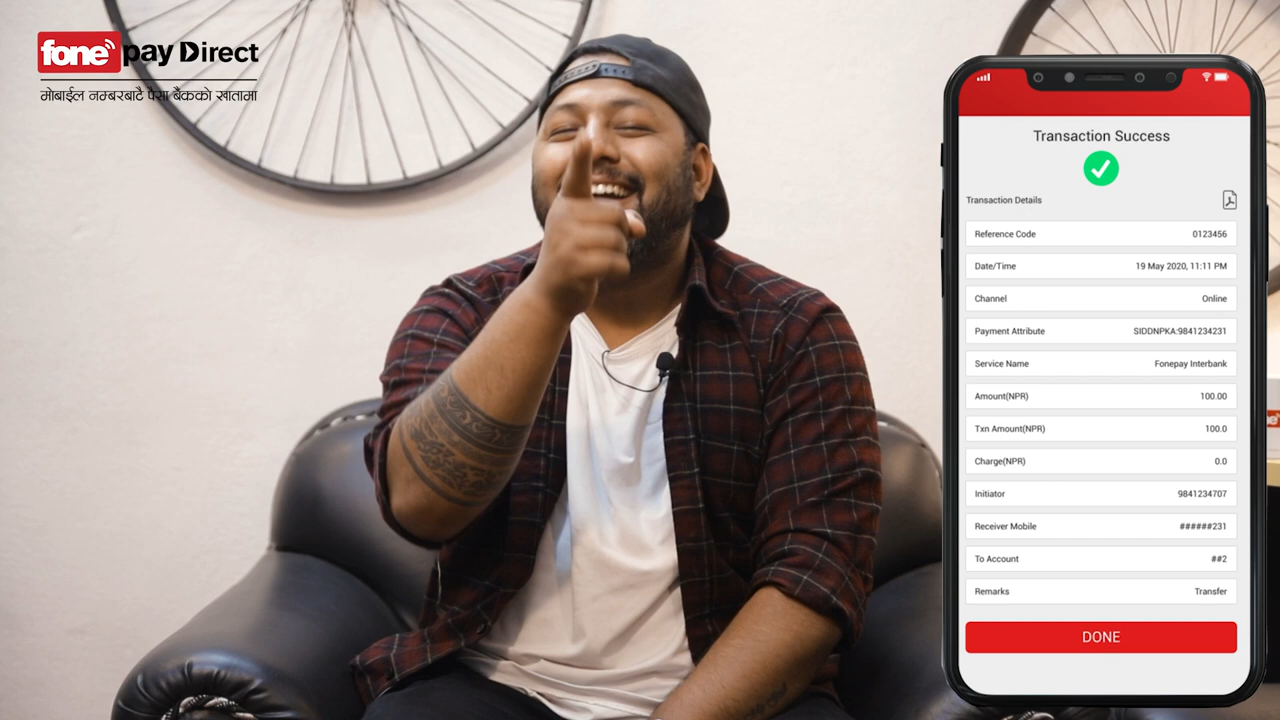 fone pay Direct
मोबाईल नम्बरबाटै पैसा बैंकको खातामा
Transaction Success
Transaction Details
Reference Code 0123456
Date/Time 19 May 2020, 11:11 PM
Channel Online
Payment Attribute SIDDNPKA:9841234231
Service Name Fonepay Interbank
Amount(NPR) 100.00
Txn Amount(NPR) 100.0
Charge(NPR) 0.0
Initiator 9841234707
Receiver Mobile ######231
To Account ##2
Remarks Transfer
DONE